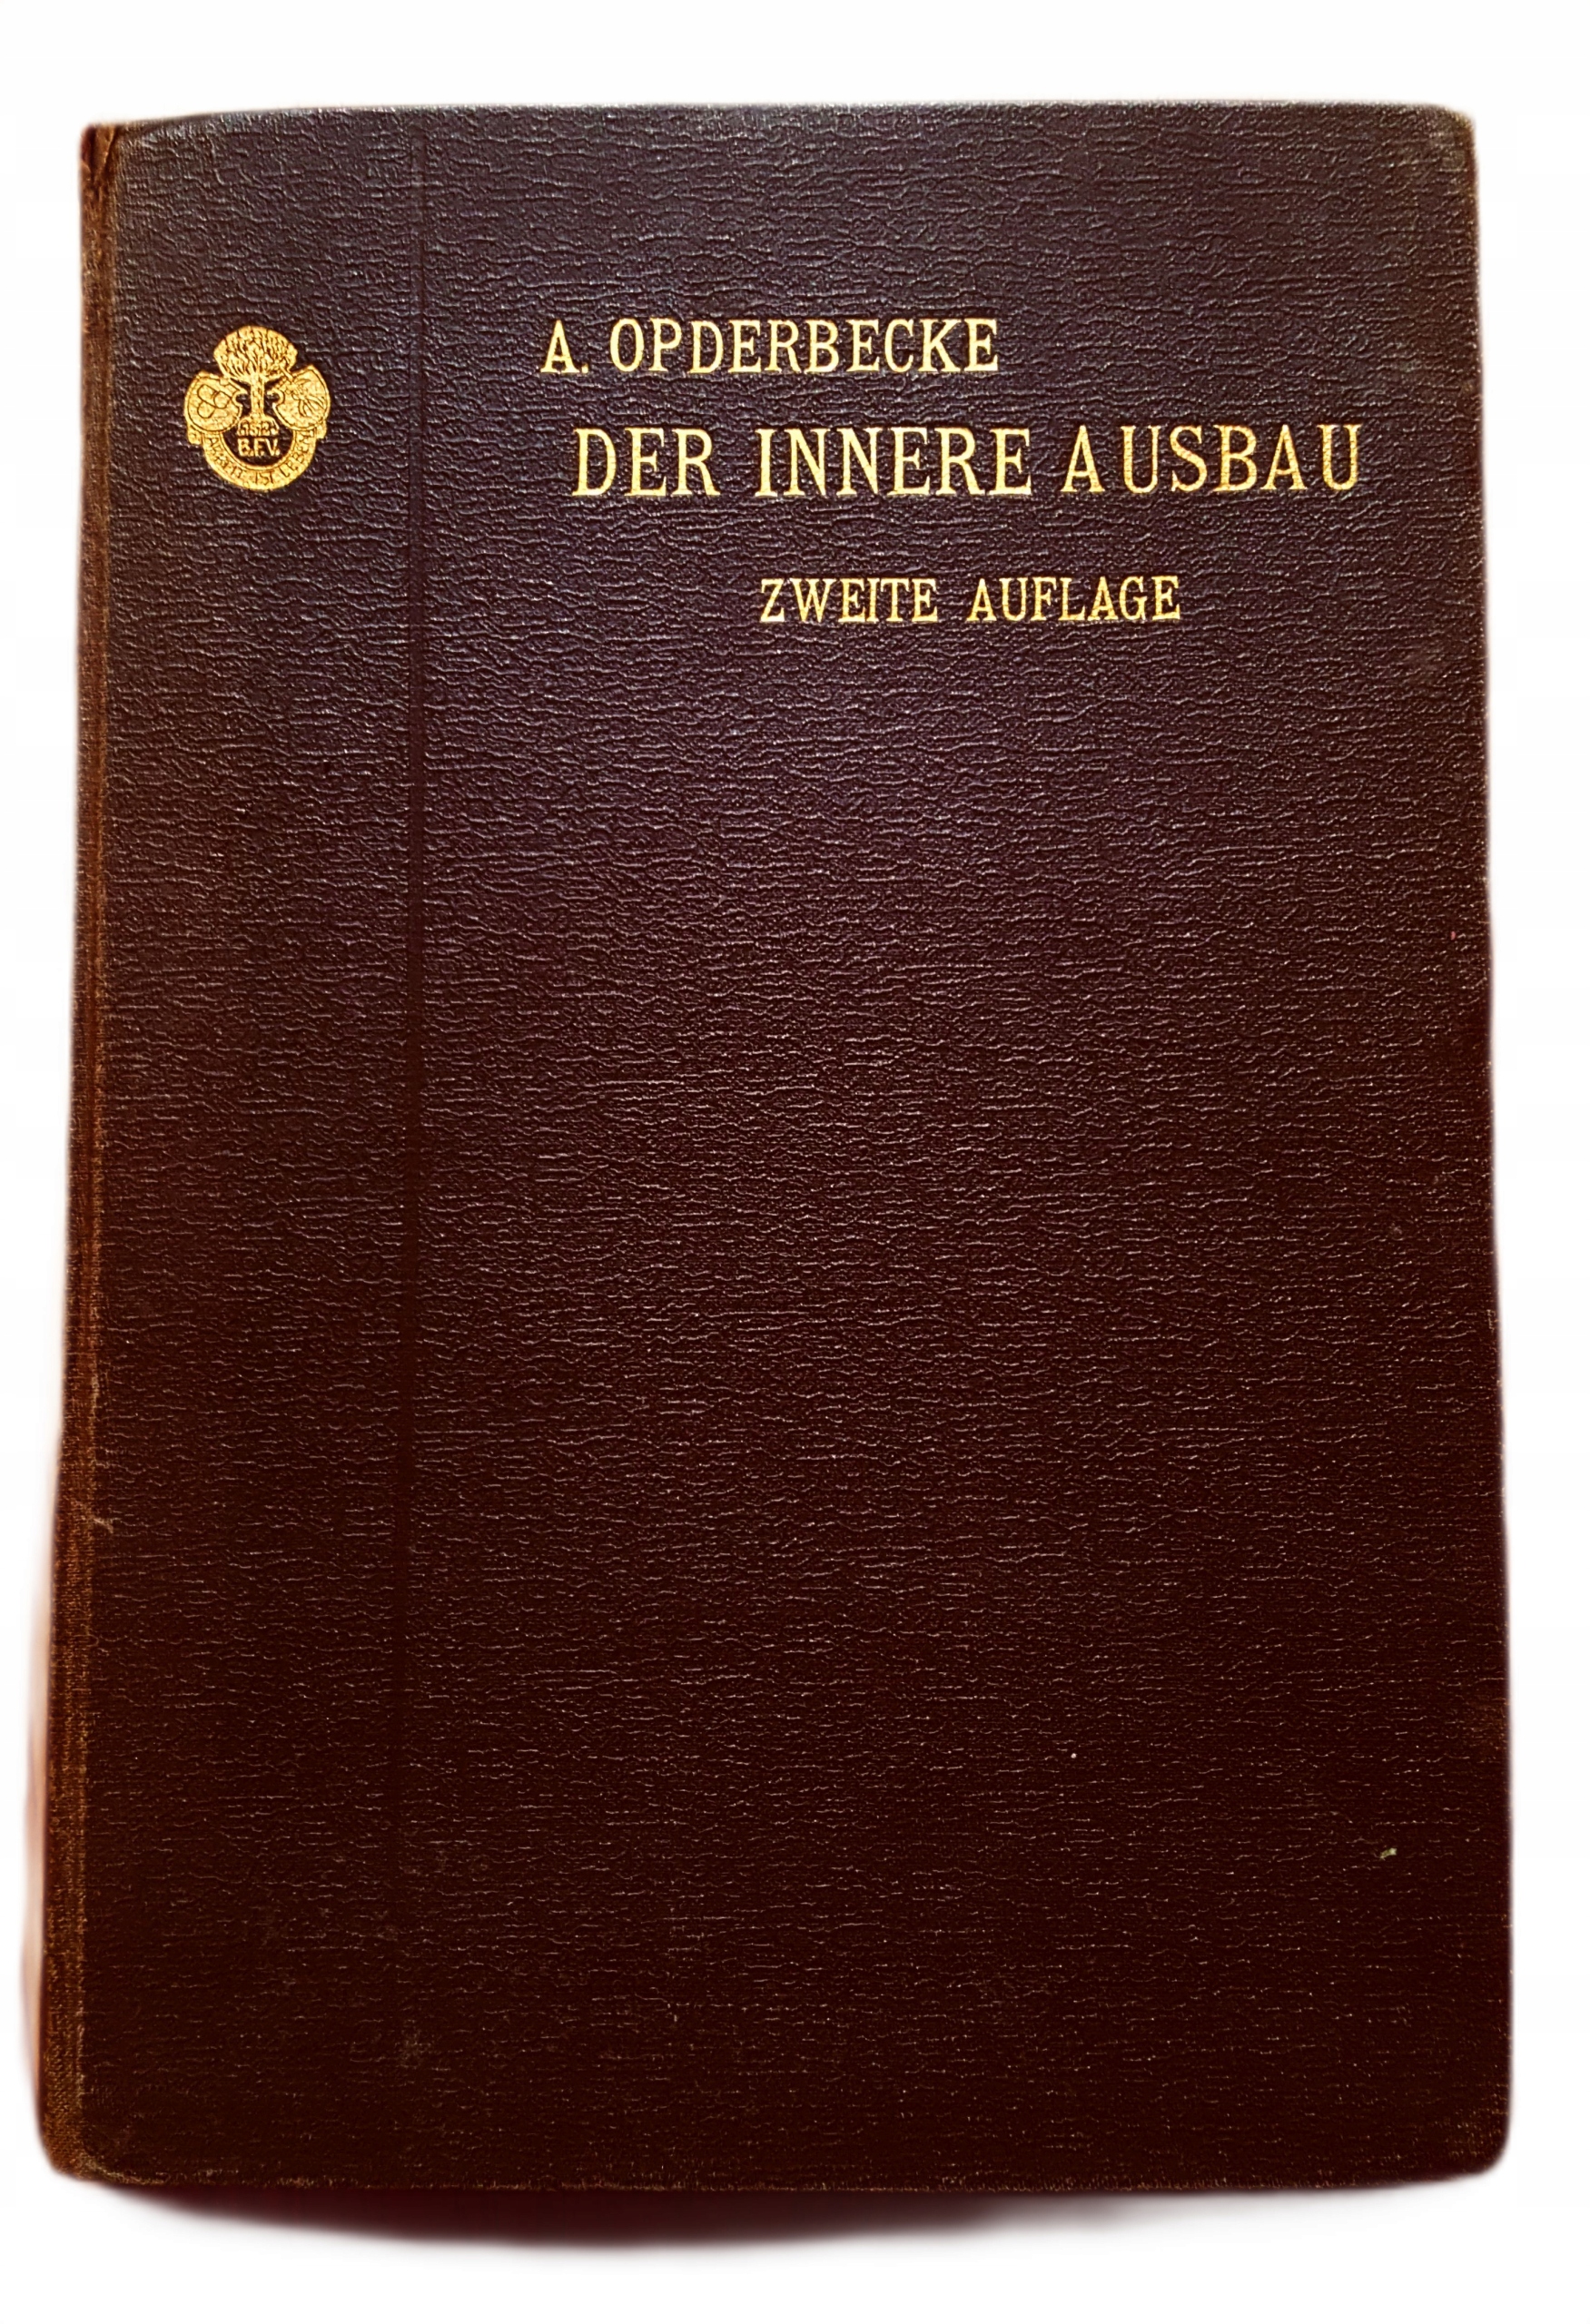 A. OPDERBECKE
DER INNERE AUSBAU
ZWEITE AUFLAGE
B.F.V.